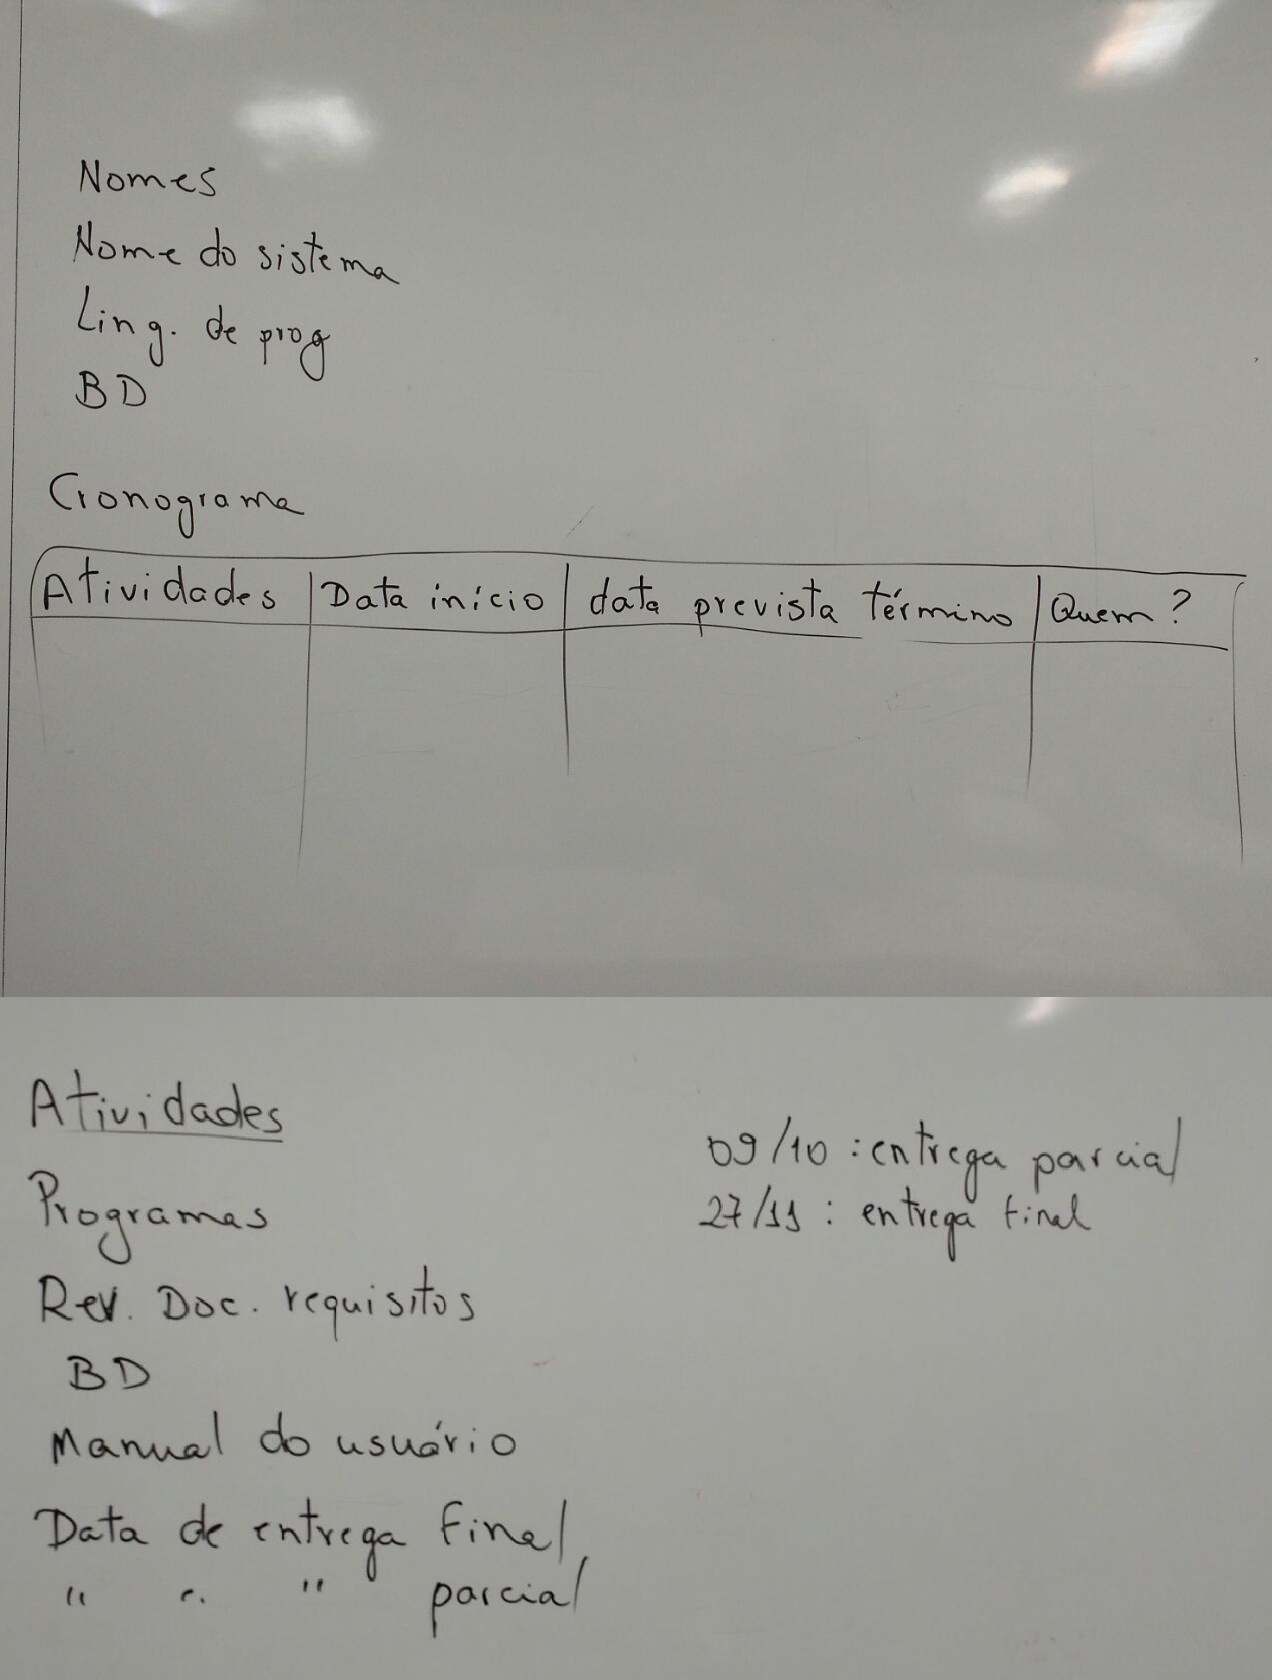 Nomes
Nome do sistema
Ling. de prog
BD
Cronograma
Atividades Data início data prevista término Quem?
Atividades
09/10 : entrega parcial
27/11 : entrega final
Programas
Rev. Doc. requisitos
BD
Manual do usuário
Data de entrega Final
" " " parcial